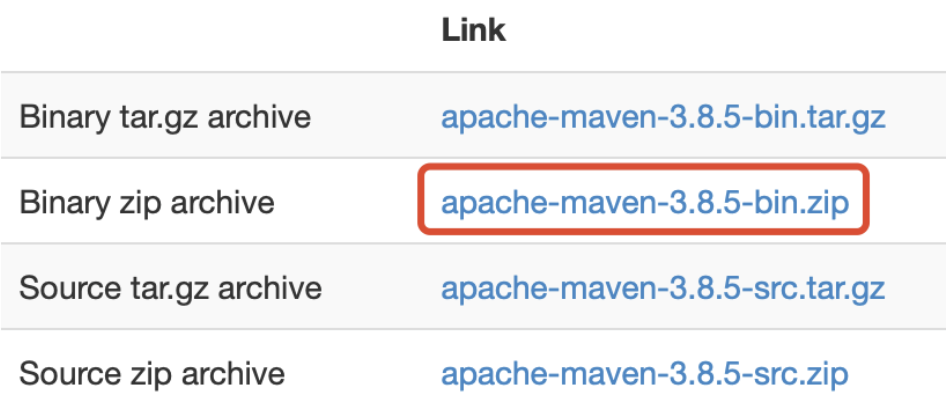 Link
Binary tar.gz archive apache-maven-3.8.5-bin.tar.gz
Binary zip archive apache-maven-3.8.5-bin.zip
Source tar.gz archive apache-maven-3.8.5-src.tar.gz
Source zip archive apache-maven-3.8.5-src.zip